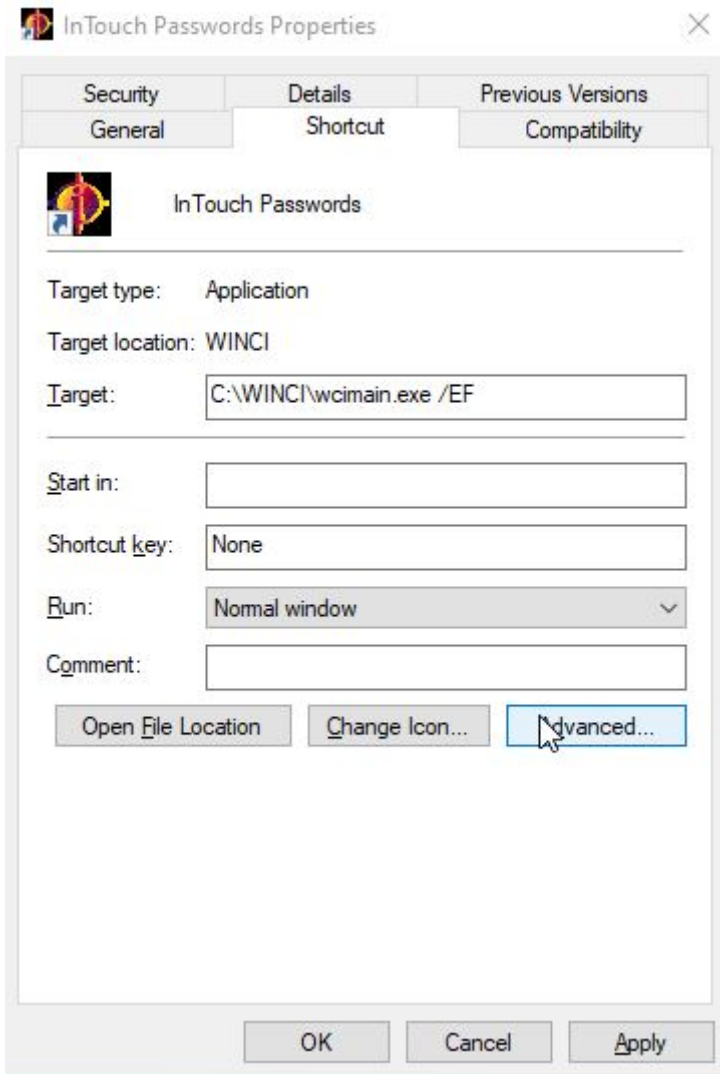 InTouch Passwords Properties
Security Details Previous Versions
General Shortcut Compatibility
InTouch Passwords
Target type: Application
Target location: WINCI
Target: C:\WINCI\wcimain.exe /EF
Start in:
Shortcut key: None
Run: Normal window
Comment:
Open File Location Change Icon... Advanced...
OK Cancel Apply